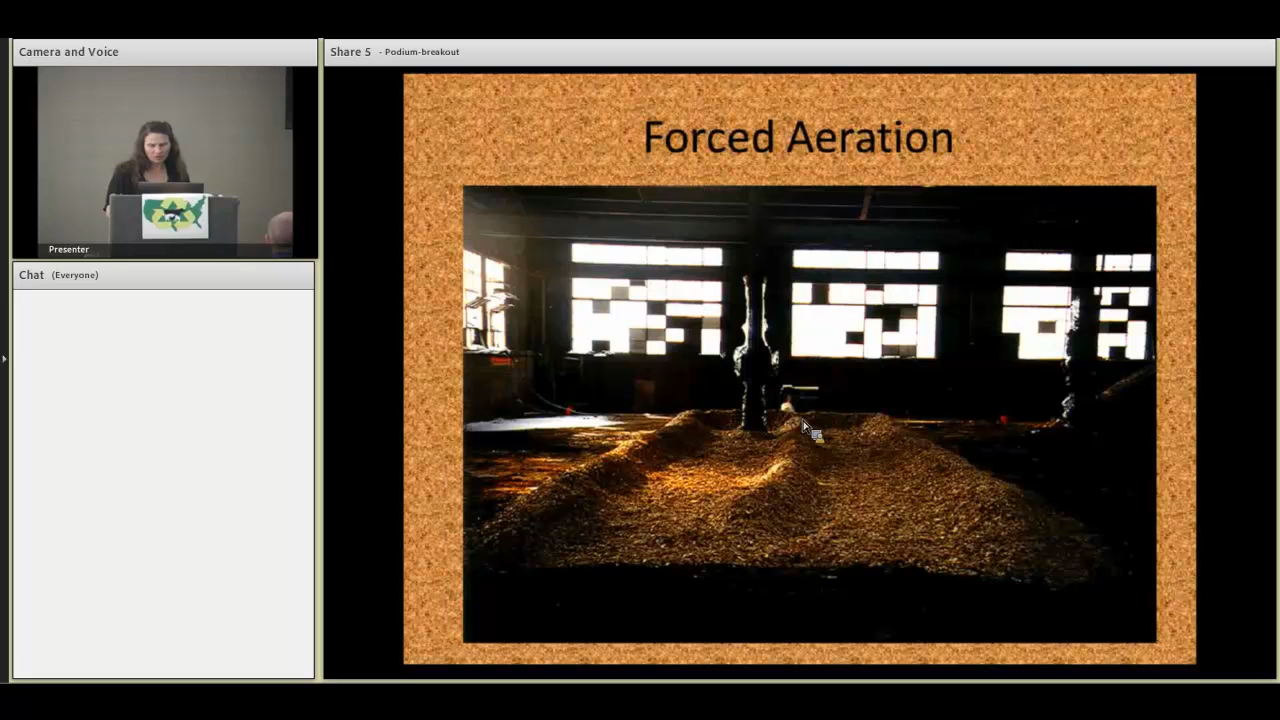 Camera and Voice
Share 5 - Podium-breakout
Forced Aeration
Presenter
Chat (Everyone)